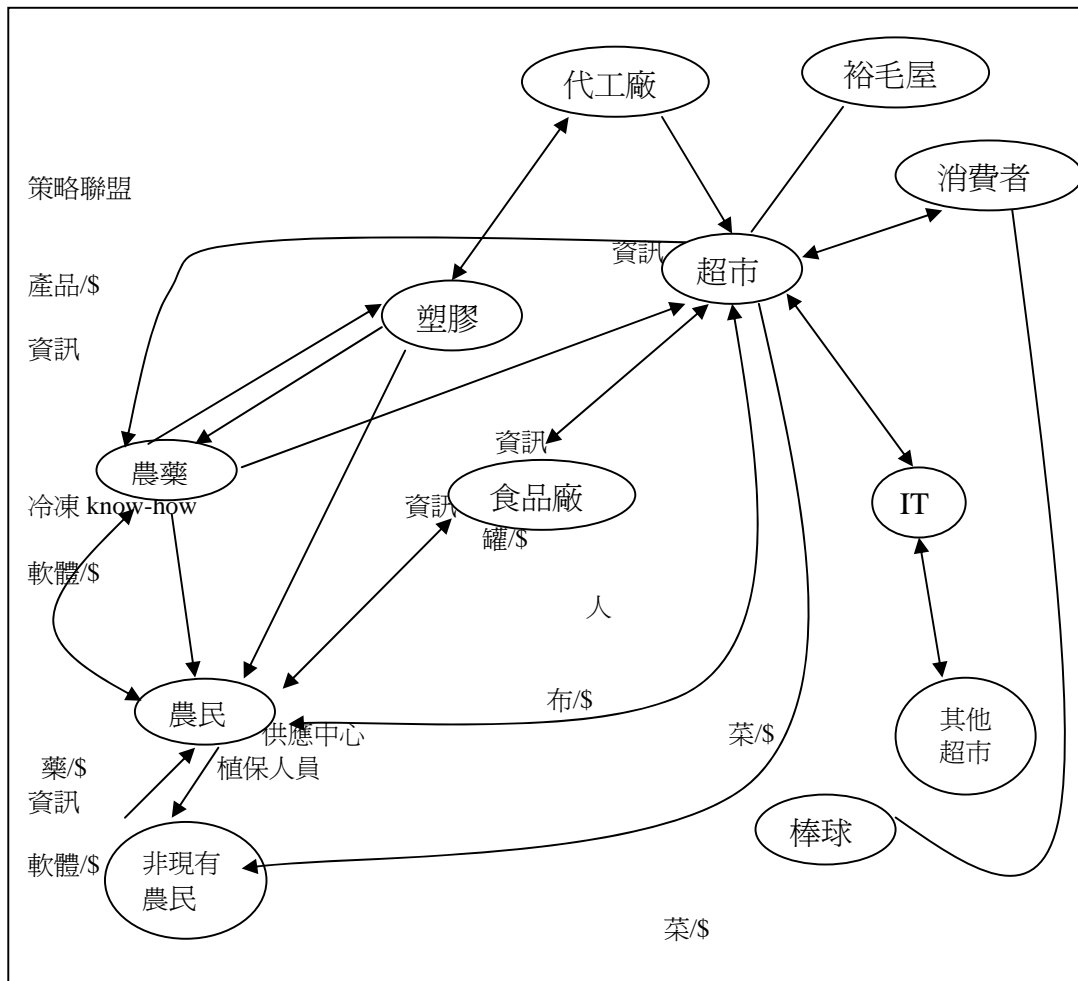 代工廠
裕毛屋
消費者
策略聯盟
資訊
超市
產品/$
塑膠
資訊
資訊
農藥
食品廠
IT
冷凍 know-how
資訊
罐/$
軟體/$
人
布/$
農民
供應中心
菜/$
其他
超市
藥/$
植保人員
資訊
棒球
軟體/$
非現有
農民
菜/$